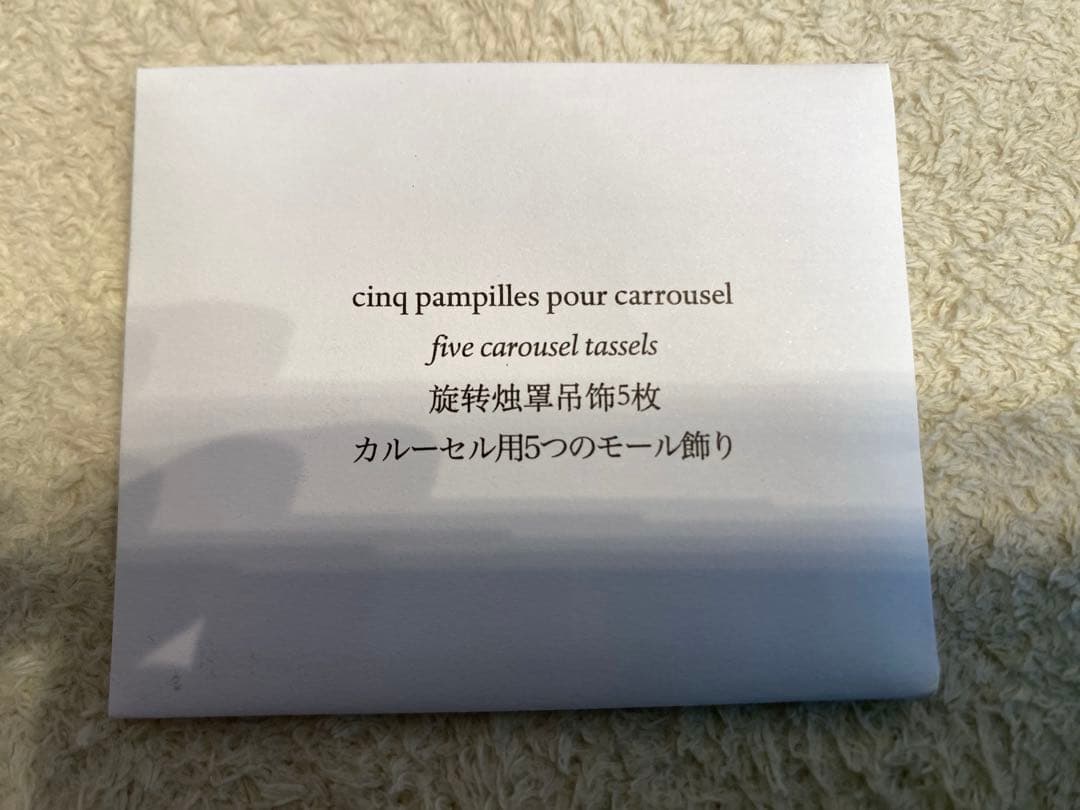 cinq pampilles pour carrousel
five carousel tassels
旋转烛罩吊饰5枚
カルーセル用5つのモール飾り